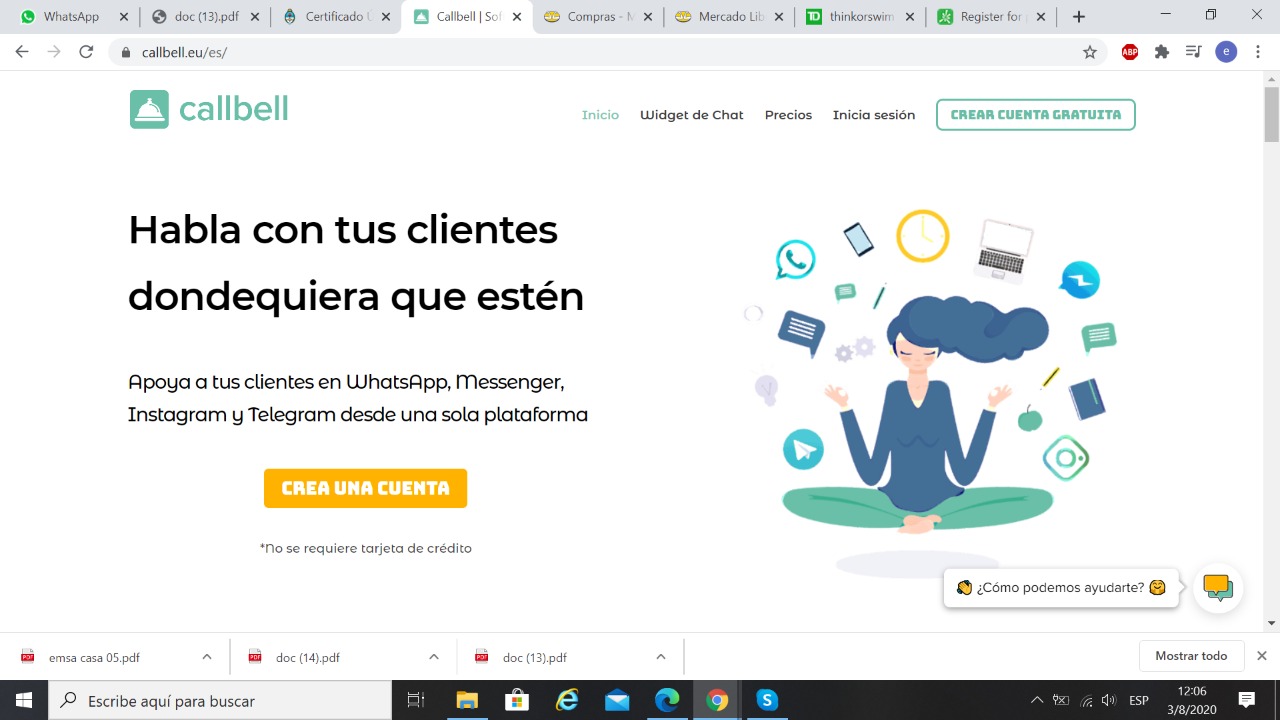 WhatsApp
doc (13).pdf
Certificado Ú
Callbell | Sof
Compras - M
Mercado Lib
TD
thinkorswim
Register for p
callbell.eu/es/
ABP
e
callbell
Inicio
Widget de Chat
Precios
Inicia sesión
CREAR CUENTA GRATUITA
Habla con tus clientes
dondequiera que estén
Apoya a tus clientes en WhatsApp, Messenger,
Instagram y Telegram desde una sola plataforma
CREA UNA CUENTA
*No se requiere tarjeta de crédito
¿Cómo podemos ayudarte?
PDF
emsa casa 05.pdf
PDF
doc (14).pdf
PDF
doc (13).pdf
Mostrar todo
Escribe aquí para buscar
S
ESP
12:06
3/8/2020